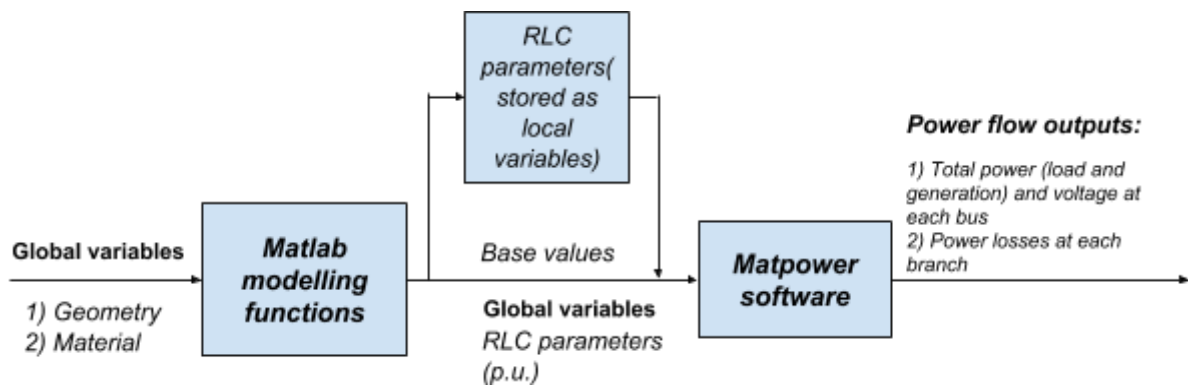 Global variables
1) Geometry
2) Material
Matlab
modelling
functions
RLC
parameters(
stored as
local
variables)
Base values
Global variables
RLC parameters
(p.u.)
Matpower
software
Power flow outputs:
1) Total power (load and
generation) and voltage at
each bus
2) Power losses at each
branch